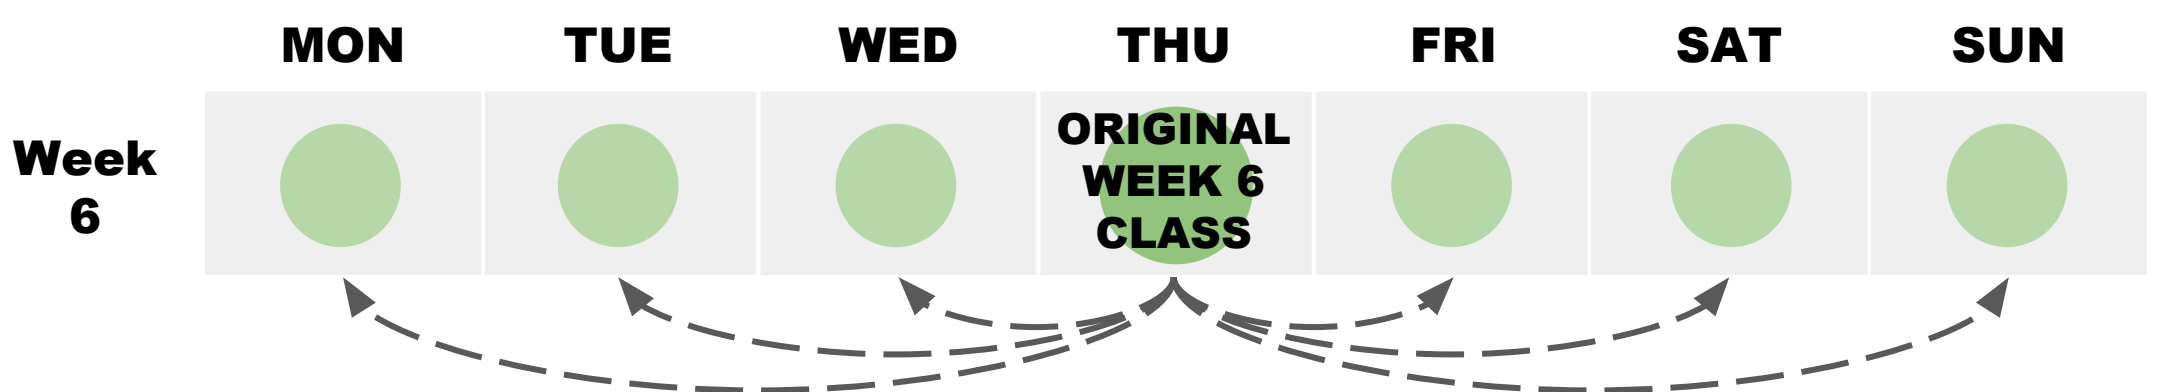 MON TUE WED THU FRI SAT SUN
Week
6
ORIGINAL
WEEK 6
CLASS